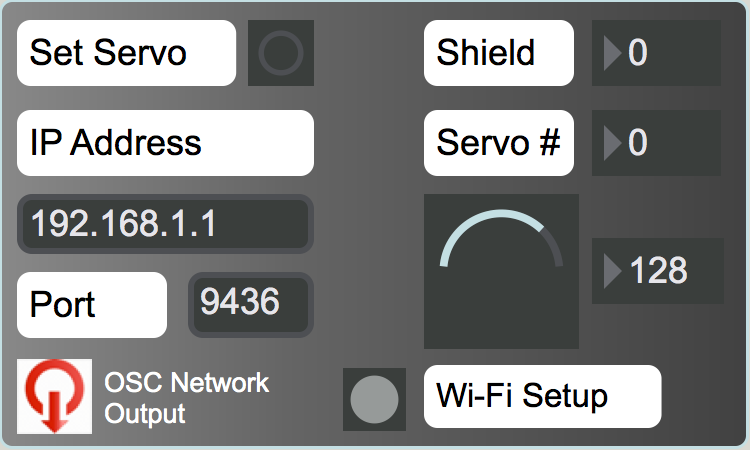 Set Servo
Shield
0
IP Address
Servo #
0
192.168.1.1
128
Port
9436
OSC Network
Output
Wi-Fi Setup